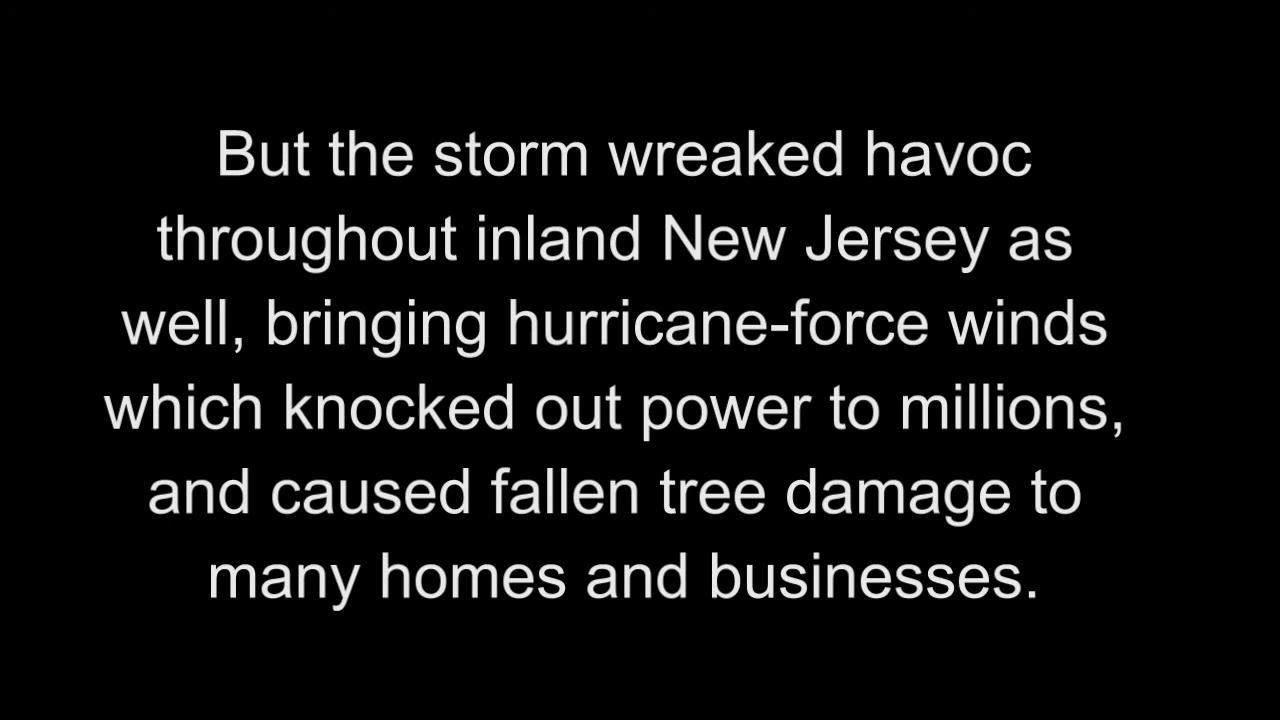 But the storm wreaked havoc
throughout inland New Jersey as
well, bringing hurricane-force winds
which knocked out power to millions,
and caused fallen tree damage to
many homes and businesses.